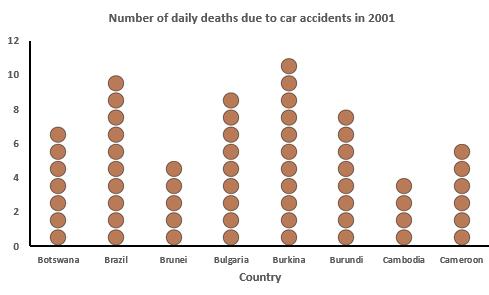 Number of daily deaths due to car accidents in 2001
12
10
8
6
4
2
0
Botswana Brazil Brunei Bulgaria Burkina Burundi Cambodia Cameroon
Country